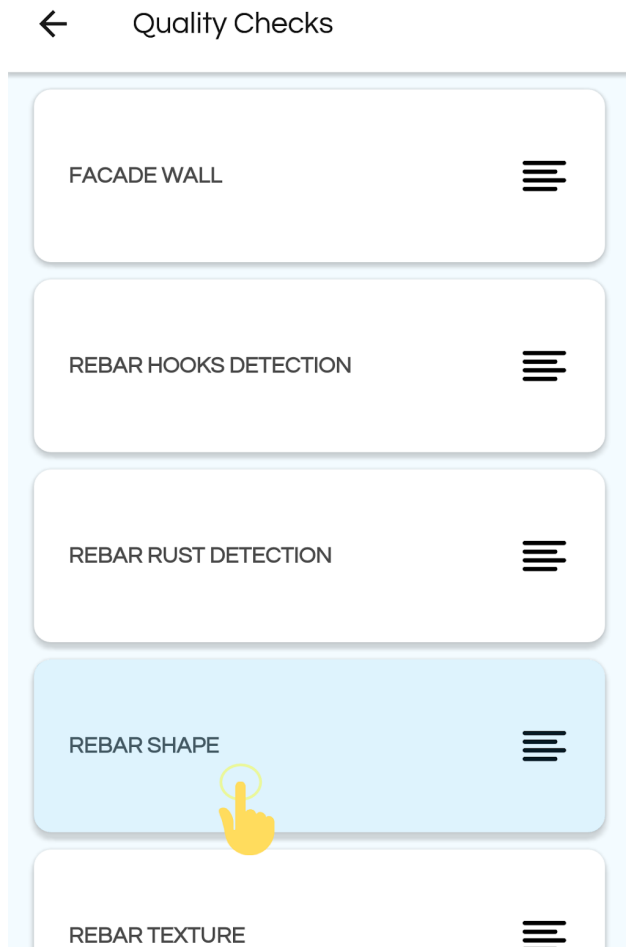 Quality Checks
FACADE WALL
REBAR HOOKS DETECTION
REBAR RUST DETECTION
REBAR SHAPE
REBAR TEXTURE